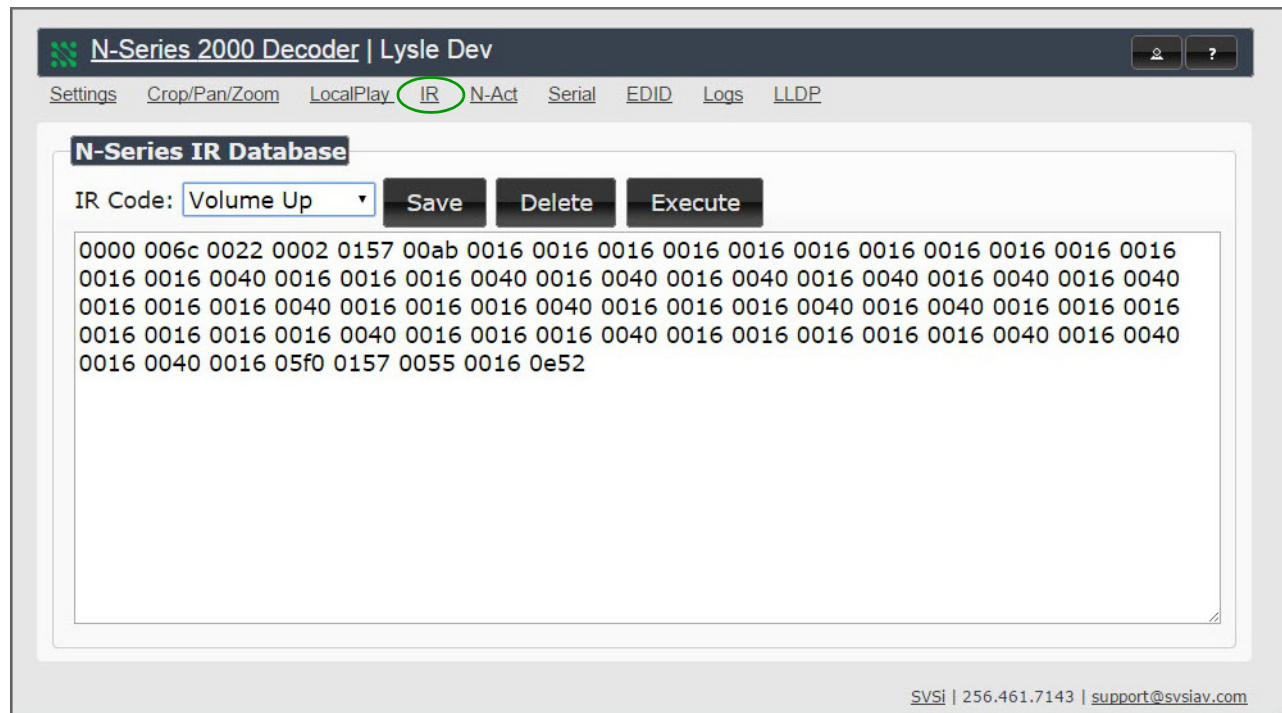 N-Series 2000 Decoder | Lysle Dev ?
Settings Crop/Pan/Zoom LocalPlay IR N-Act Serial EDID Logs LLDP
N-Series IR Database
IR Code: Volume Up Save Delete Execute
0000 006c 0022 0002 0157 00ab 0016 0016 0016 0016 0016 0016 0016 0016 0016 0016 0016
0016 0016 0040 0016 0016 0016 0040 0016 0040 0016 0040 0016 0040 0016 0040 0016 0040
0016 0016 0016 0040 0016 0016 0016 0040 0016 0016 0016 0040 0016 0040 0016 0016 0016
0016 0016 0016 0016 0040 0016 0016 0016 0040 0016 0016 0016 0016 0016 0040 0016 0040
0016 0040 0016 05f0 0157 0055 0016 0e52
SVSi | 256.461.7143 | support@svsiav.com